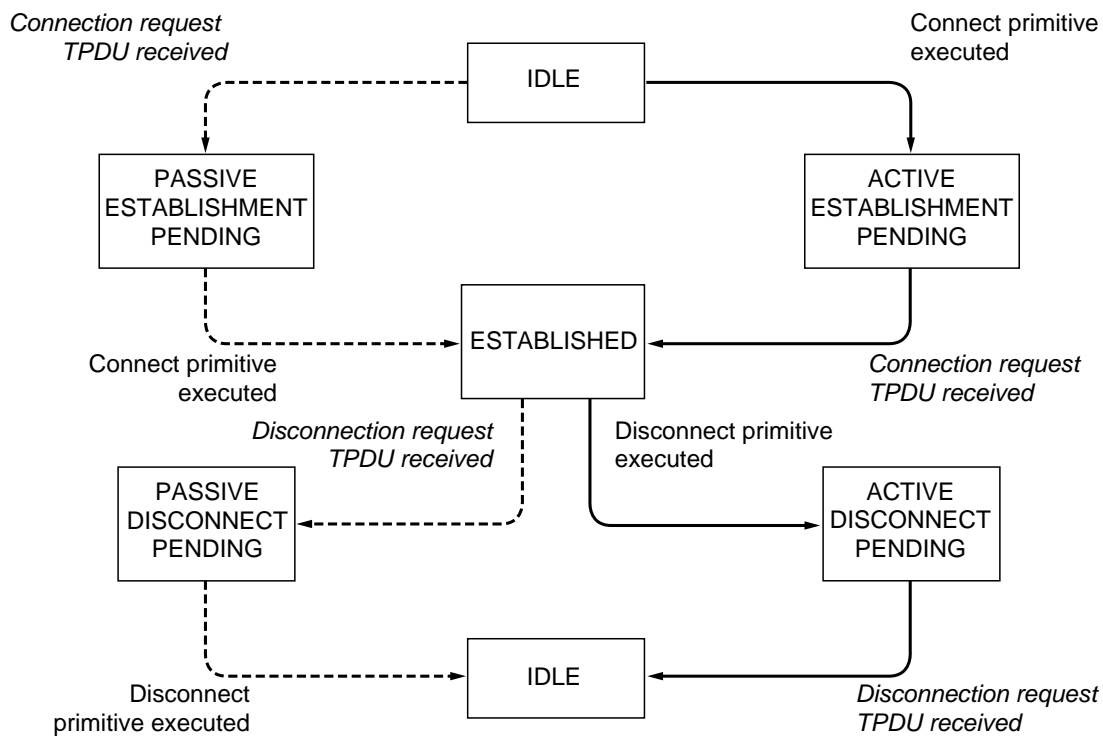 Connection request
TPDU received
Connect primitive
executed
IDLE
PASSIVE
ESTABLISHMENT
PENDING
ACTIVE
ESTABLISHMENT
PENDING
ESTABLISHED
Connect primitive
executed
Connection request
TPDU received
Disconnection request
TPDU received
Disconnect primitive
executed
PASSIVE
DISCONNECT
PENDING
ACTIVE
DISCONNECT
PENDING
IDLE
Disconnect
primitive executed
Disconnection request
TPDU received